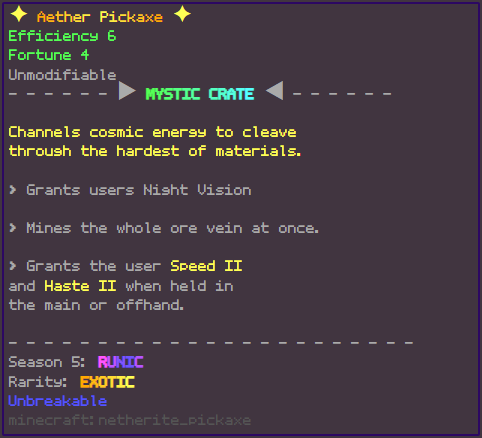 ✦ Aether Pickaxe ✦
Efficiency 6
Fortune 4
Unmodifiable
- - - - - - ▶ MYSTIC CRATE ◀ - - - - - -
Channels cosmic energy to cleave
through the hardest of materials.
> Grants users Night Vision
> Mines the whole ore vein at once.
> Grants the user Speed II
and Haste II when held in
the main or offhand.
- - - - - - - - - - - - - - - - - - - - - - - -
Season 5: RUNIC
Rarity: EXOTIC
Unbreakable
minecraft:netherite_pickaxe